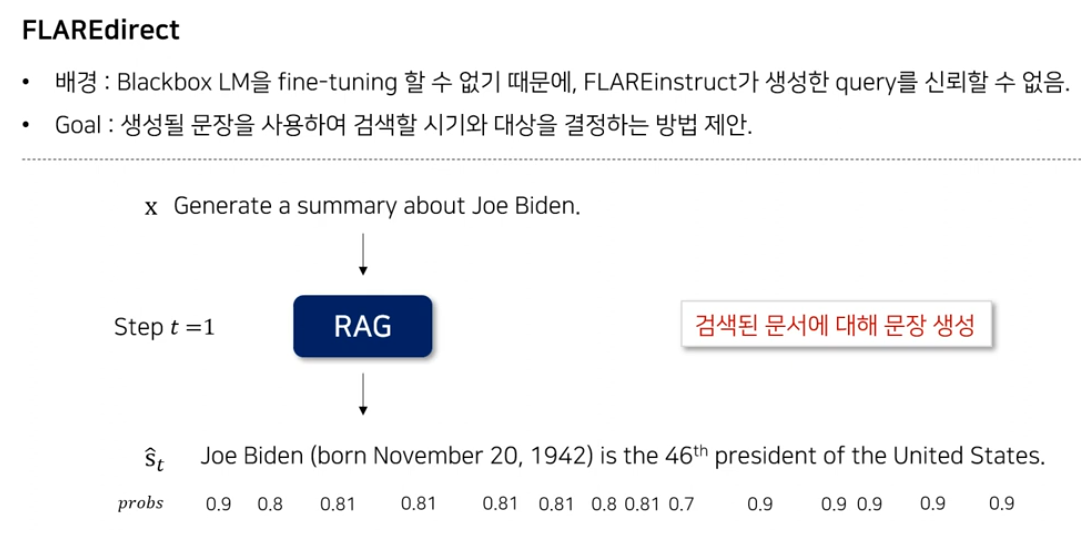 FLAREdirect
• 배경 : Blackbox LM을 fine-tuning 할 수 없기 때문에, FLAREinstruct가 생성한 query를 신뢰할 수 없음.
• Goal : 생성될 문장을 사용하여 검색할 시기와 대상을 결정하는 방법 제안.
x Generate a summary about Joe Biden.
Step t =1
RAG
검색된 문서에 대해 문장 생성
ŝt Joe Biden (born November 20, 1942) is the 46th president of the United States.
probs 0.9 0.8 0.81 0.81 0.81 0.81 0.8 0.81 0.7 0.9 0.9 0.9 0.9 0.9